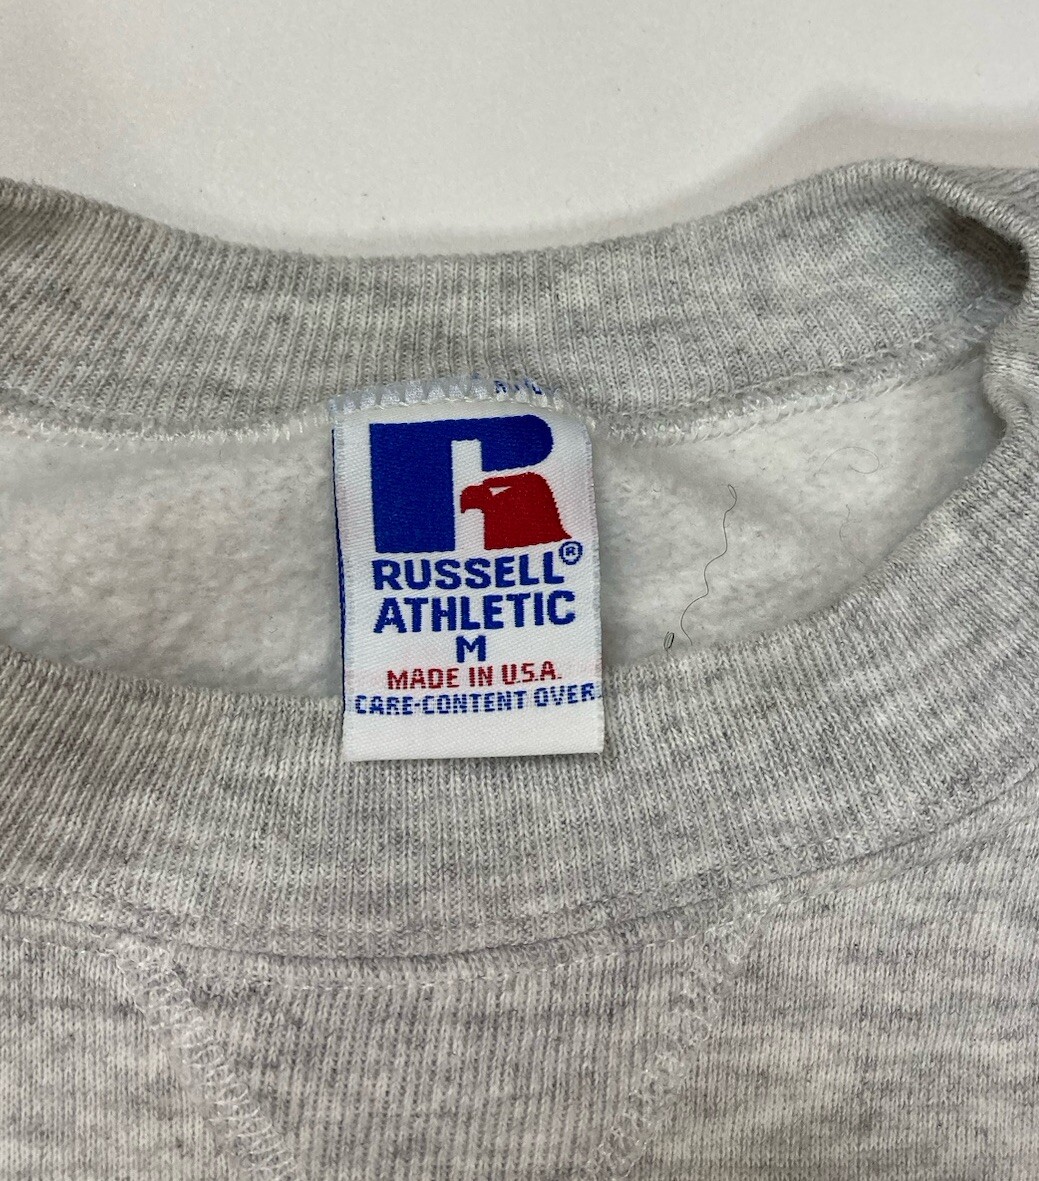 R
RUSSELL®
ATHLETIC
M
MADE IN U.S.A.
CARE-CONTENT OVER